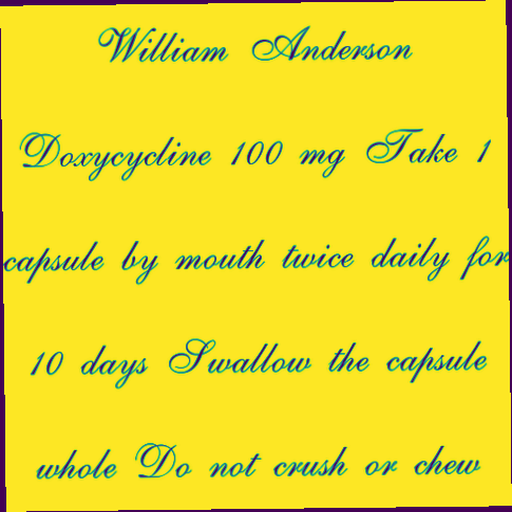 William Anderson
Doxycycline 100 mg Take 1
capsule by mouth twice daily for
10 days Swallow the capsule
whole Do not crush or chew